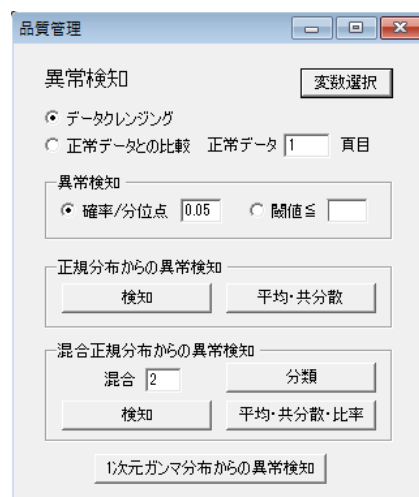 品質管理
異常検知 変数選択
データクレンジング
正常データとの比較 正常データ 1 頁目
異常検知
確率/分位点 0.05 閾値≦
正規分布からの異常検知
検知 平均・共分散
混合正規分布からの異常検知
混合 2 分類
検知 平均・共分散・比率
1次元ガンマ分布からの異常検知